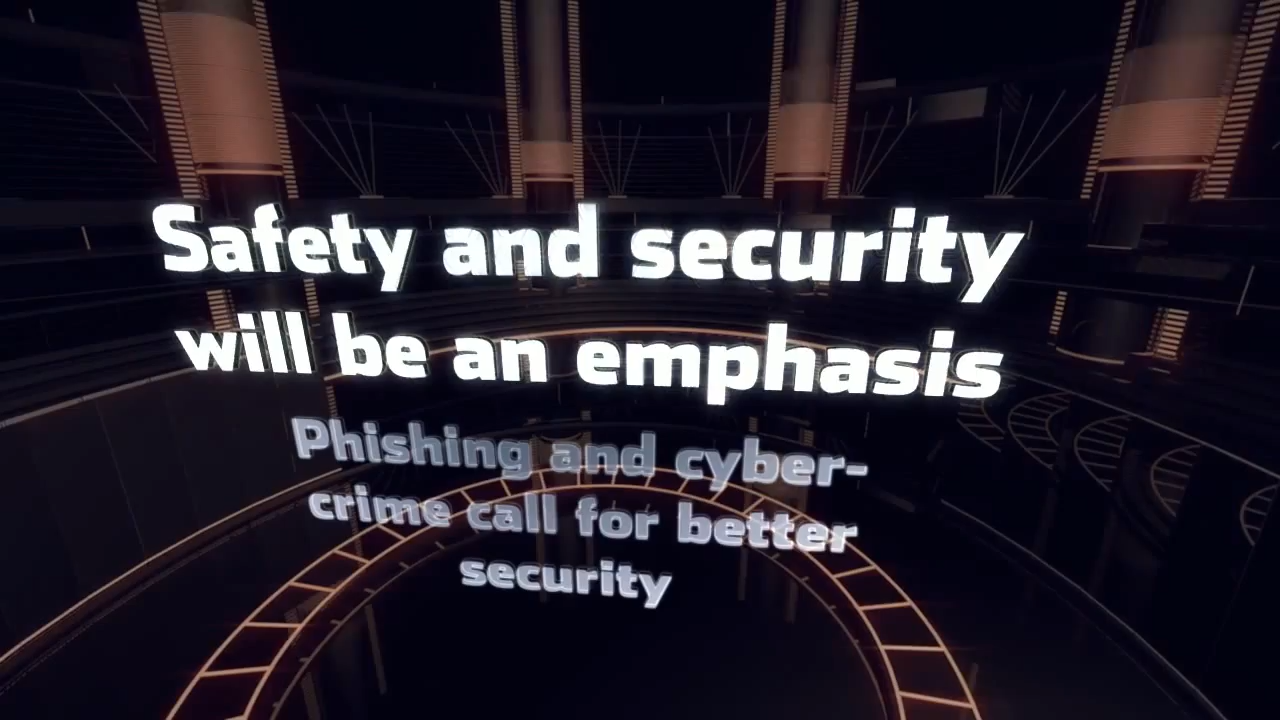 Safety and security
will be an emphasis
Phishing and cyber-
crime call for better
security